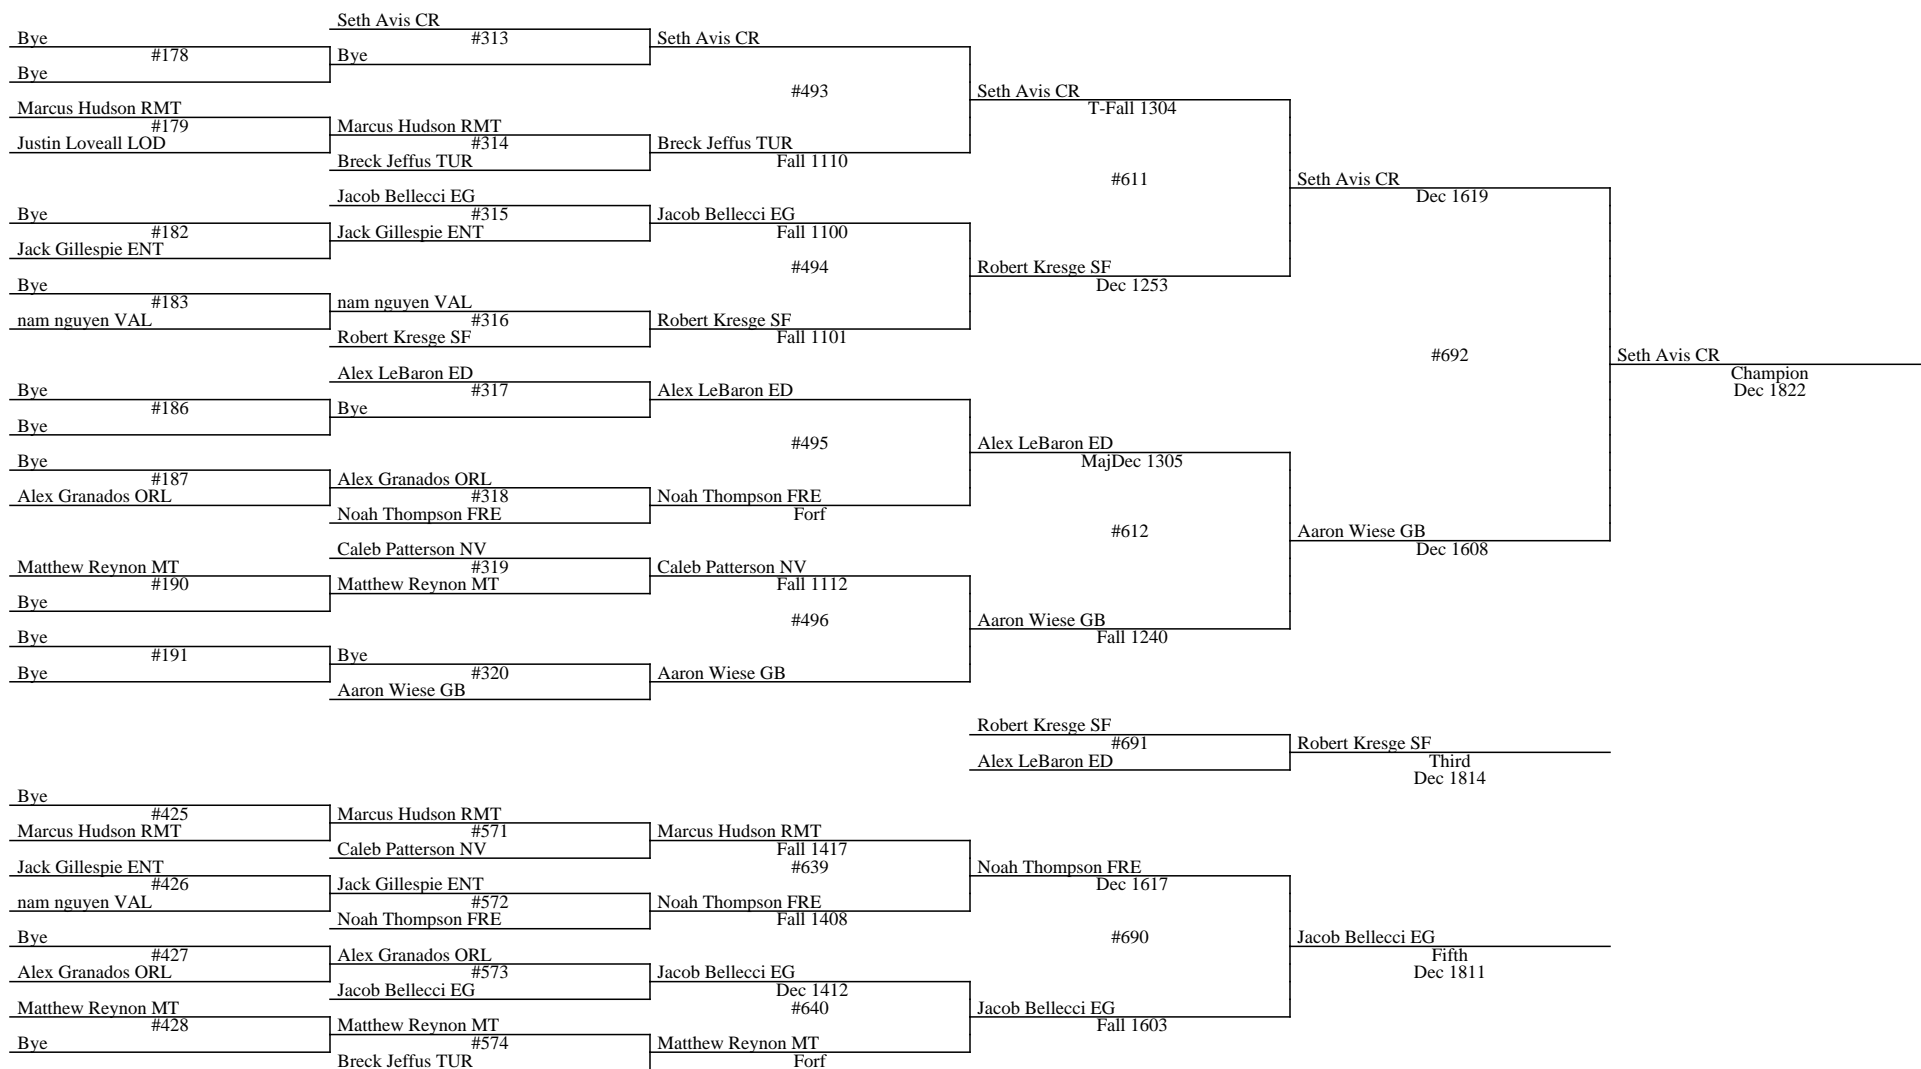 Seth Avis CR
Bye
#313
Seth Avis CR
#178
Bye
Bye
#493
Seth Avis CR
T-Fall 1304
Marcus Hudson RMT
#179
Marcus Hudson RMT
Justin Loveall LOD
#314
Breck Jeffus TUR
Breck Jeffus TUR
Fall 1110
#611
Seth Avis CR
Dec 1619
Jacob Bellecci EG
Bye
#315
Jacob Bellecci EG
#182
Jack Gillespie ENT
Fall 1100
Jack Gillespie ENT
#494
Robert Kresge SF
Dec 1253
Bye
#183
nam nguyen VAL
nam nguyen VAL
#316
Robert Kresge SF
Robert Kresge SF
Fall 1101
#692
Seth Avis CR
Champion
Dec 1822
Alex LeBaron ED
Bye
#317
Alex LeBaron ED
#186
Bye
Bye
#495
Alex LeBaron ED
MajDec 1305
Bye
#187
Alex Granados ORL
Alex Granados ORL
#318
Noah Thompson FRE
Noah Thompson FRE
Forf
#612
Aaron Wiese GB
Dec 1608
Caleb Patterson NV
Matthew Reynon MT
#319
Caleb Patterson NV
#190
Matthew Reynon MT
Fall 1112
Bye
#496
Aaron Wiese GB
Fall 1240
Bye
#191
Bye
Bye
#320
Aaron Wiese GB
Aaron Wiese GB
Robert Kresge SF
#691
Robert Kresge SF
Alex LeBaron ED
Third
Dec 1814
Bye
#425
Marcus Hudson RMT
Marcus Hudson RMT
#571
Marcus Hudson RMT
Caleb Patterson NV
Fall 1417
Jack Gillespie ENT
#639
Noah Thompson FRE
#426
Jack Gillespie ENT
Dec 1617
nam nguyen VAL
#572
Noah Thompson FRE
Noah Thompson FRE
Fall 1408
Bye
#690
Jacob Bellecci EG
#427
Alex Granados ORL
Fifth
Alex Granados ORL
#573
Jacob Bellecci EG
Dec 1811
Jacob Bellecci EG
Dec 1412
Matthew Reynon MT
#640
Jacob Bellecci EG
#428
Matthew Reynon MT
Fall 1603
Bye
#574
Matthew Reynon MT
Breck Jeffus TUR
Forf